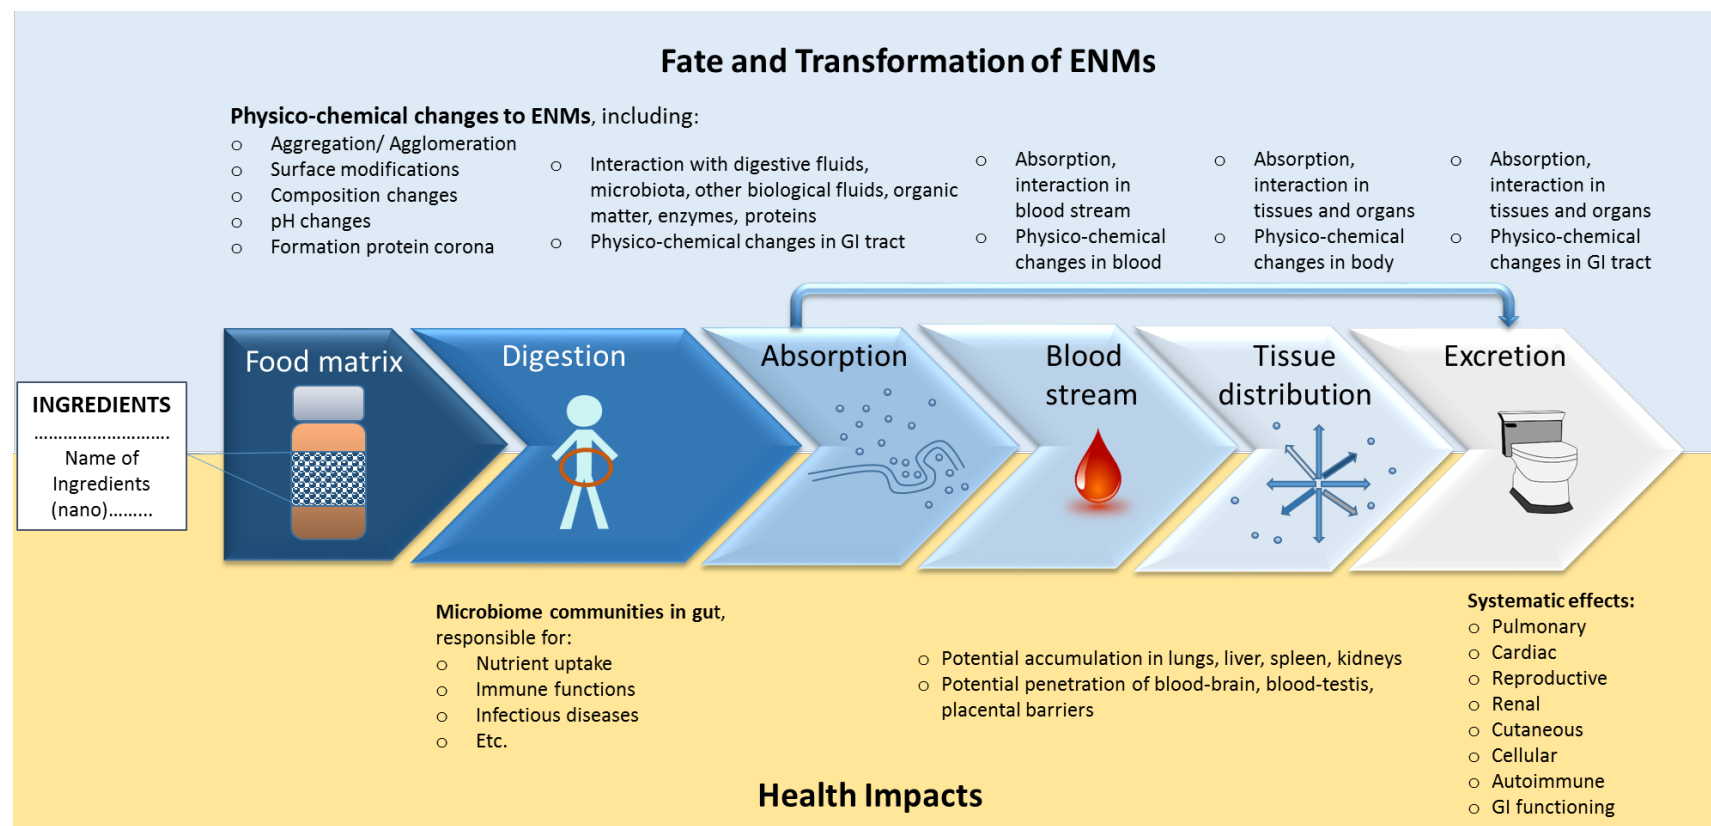 Fate and Transformation of ENMs
Physico-chemical changes to ENMs, including:
o Aggregation/ Agglomeration
o Surface modifications
o Composition changes
o pH changes
o Formation protein corona
o Interaction with digestive fluids,
microbiota, other biological fluids, organic
matter, enzymes, proteins
o Physico-chemical changes in GI tract
o Absorption,
interaction in
blood stream
o Physico-chemical
changes in blood
o Absorption,
interaction in
tissues and organs
o Physico-chemical
changes in body
o Absorption,
interaction in
tissues and organs
o Physico-chemical
changes in GI tract
INGREDIENTS
............................
Name of
Ingredients
(nano).........
Food matrix
Digestion
Absorption
Blood
stream
Tissue
distribution
Excretion
Microbiome communities in gut,
responsible for:
o Nutrient uptake
o Immune functions
o Infectious diseases
o Etc.
o Potential accumulation in lungs, liver, spleen, kidneys
o Potential penetration of blood-brain, blood-testis,
placental barriers
Systematic effects:
o Pulmonary
o Cardiac
o Reproductive
o Renal
o Cutaneous
o Cellular
o Autoimmune
o GI functioning
Health Impacts